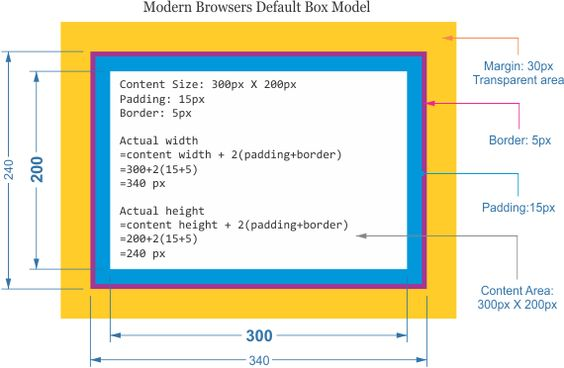 Modern Browsers Default Box Model
Content Size: 300px X 200px
Padding: 15px
Border: 5px
Actual width
=content width + 2(padding+border)
=300+2(15+5)
=340 px
Actual height
=content height + 2(padding+border)
=200+2(15+5)
=240 px
240
200
300
340
Margin: 30px
Transparent area
Border: 5px
Padding:15px
Content Area:
300px X 200px